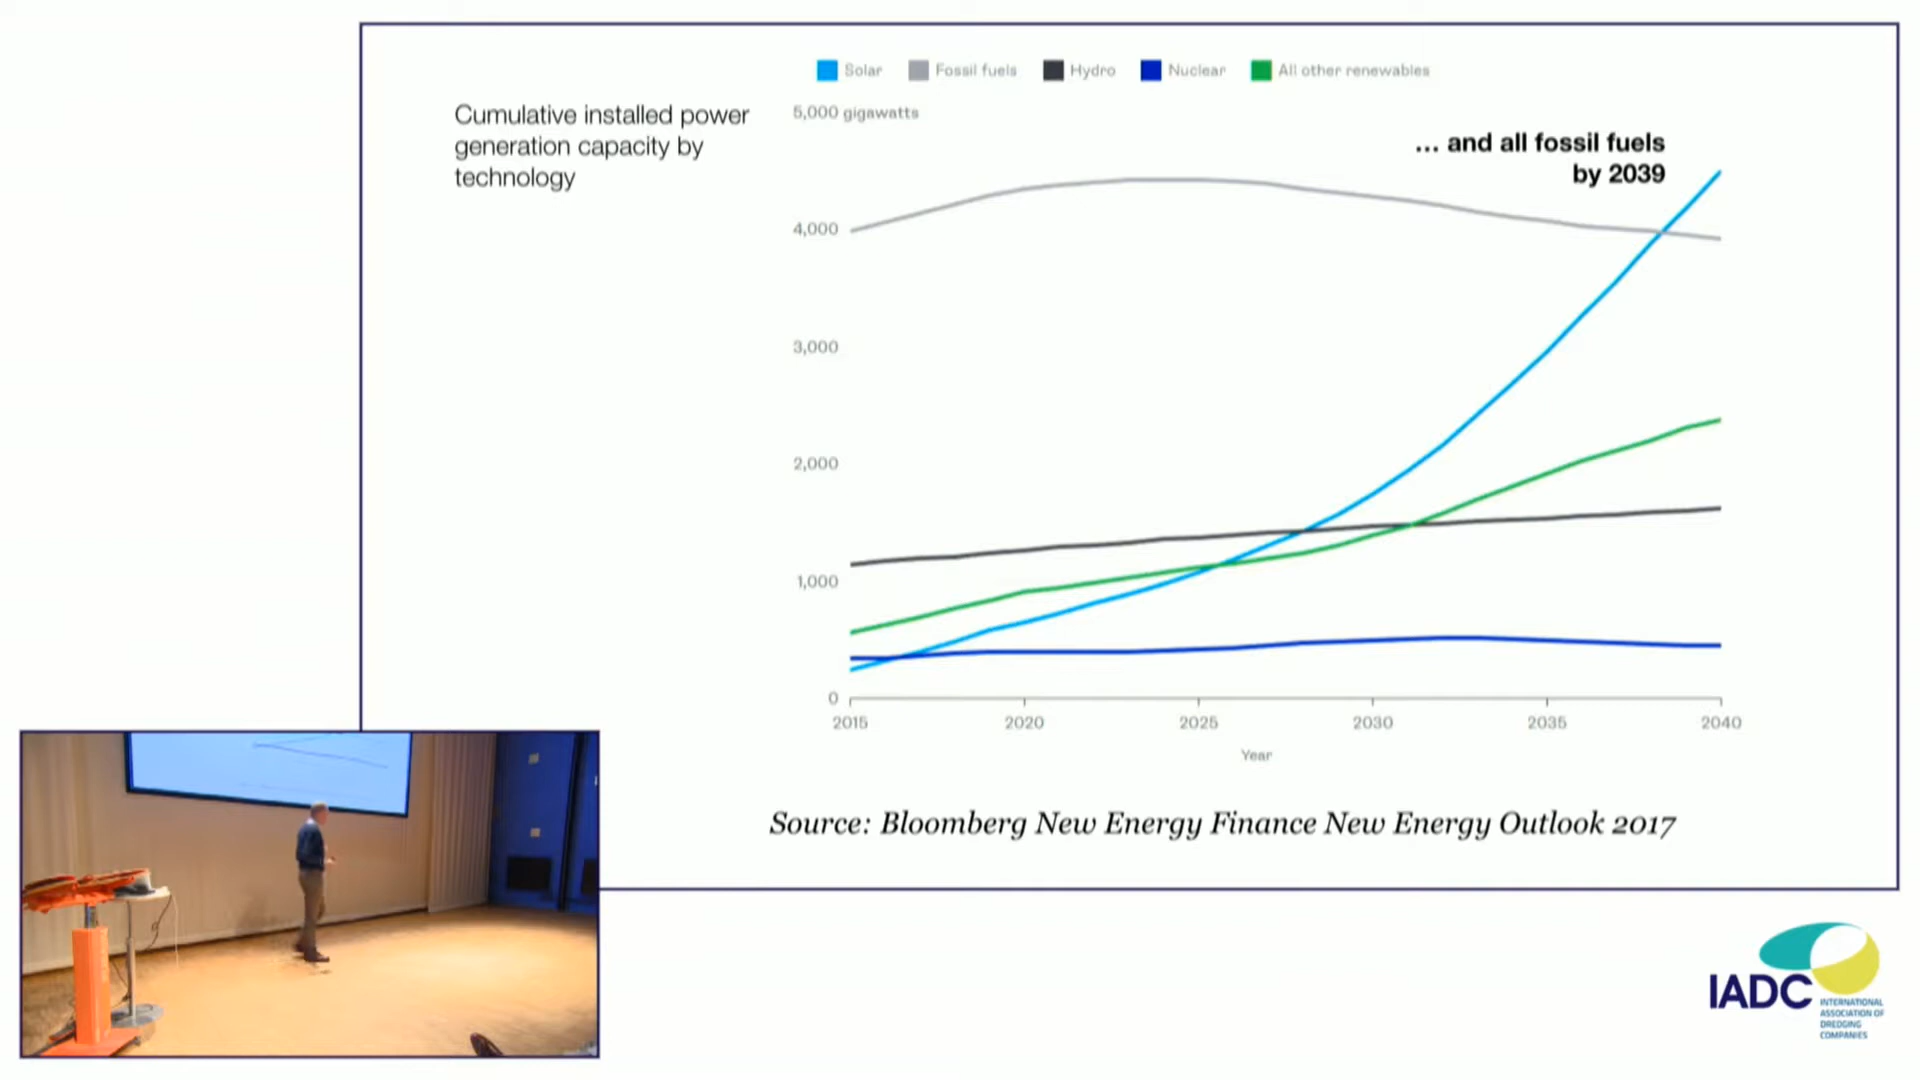 Solar Fossil fuels Hydro Nuclear All other renewables
Cumulative installed power
generation capacity by
technology
5,000 gigawatts
... and all fossil fuels
by 2039
4,000
3,000
2,000
1,000
0
2015 2020 2025 2030 2035 2040
Year
Source: Bloomberg New Energy Finance New Energy Outlook 2017
IADC
INTERNATIONAL
ASSOCIATION OF
DREDGING
COMPANIES